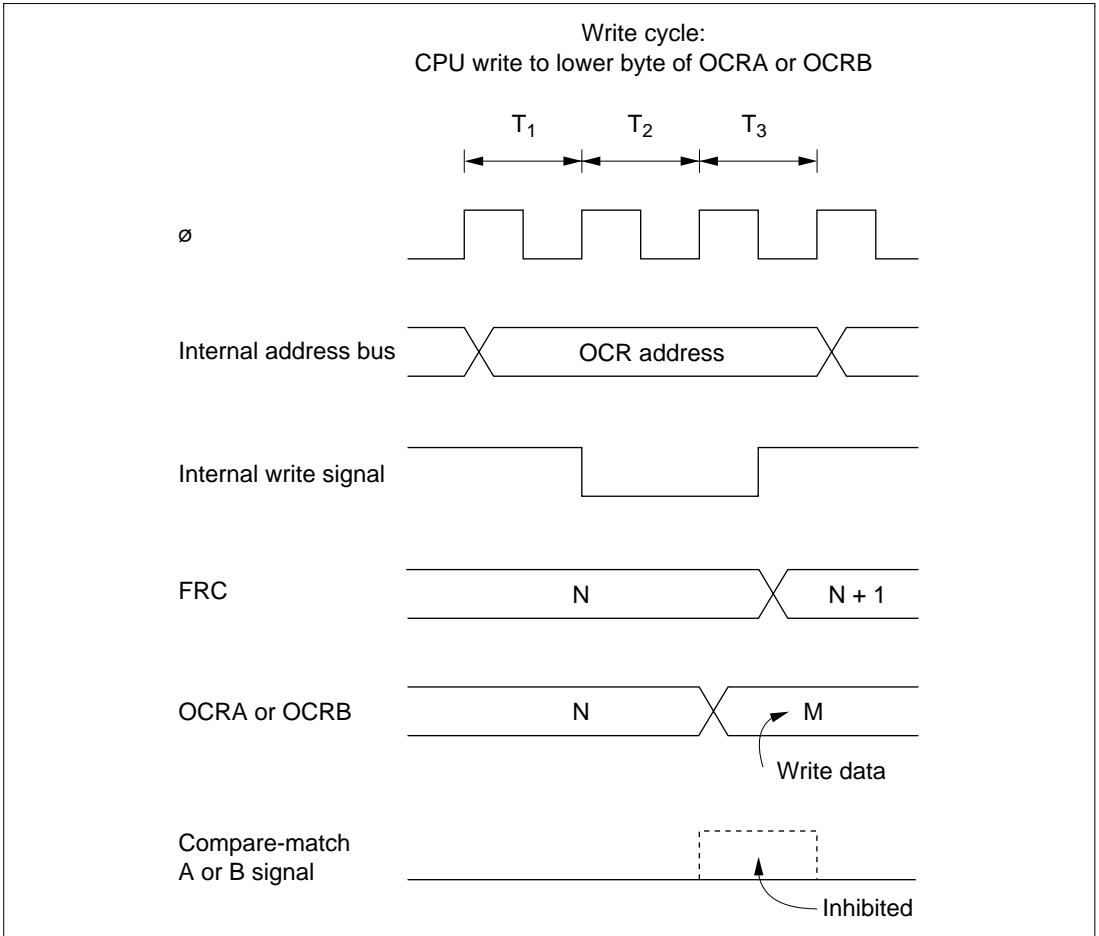 Write cycle:
CPU write to lower byte of OCRA or OCRB
T1 T2 T3
ø
Internal address bus
OCR address
Internal write signal
FRC
N
N + 1
OCRA or OCRB
N
M
Write data
Compare-match
A or B signal
Inhibited